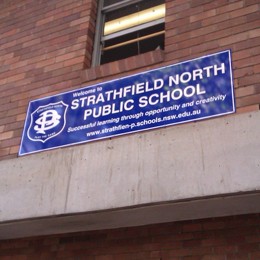 Welcome to
STRATHFIELD NORTH
PUBLIC SCHOOL
Successful learning through opportunity and creativity
www.strathfien-p.schools.nsw.edu.au